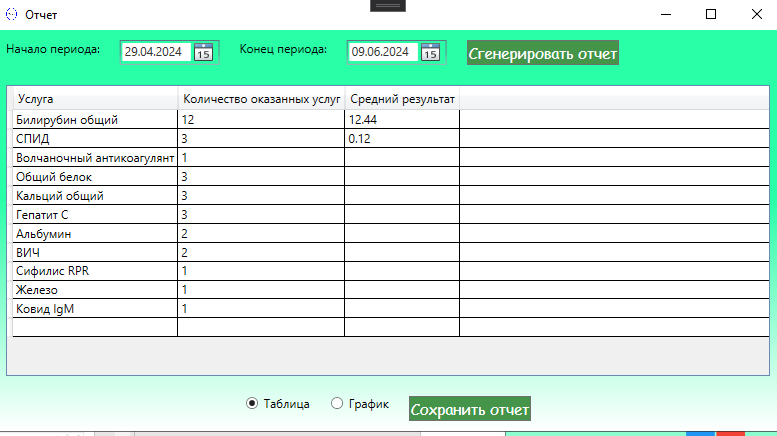 Отчет
Начало периода: 29.04.2024 15 Конец периода: 09.06.2024 15 Сгенерировать отчет
Услуга Количество оказанных услуг Средний результат
Билирубин общий 12 12.44
СПИД 3 0.12
Волчаночный антикоагулянт 1
Общий белок 3
Кальций общий 3
Гепатит С 3
Альбумин 2
ВИЧ 2
Сифилис RPR 1
Железо 1
Ковид IgM 1
Таблица График Сохранить отчет